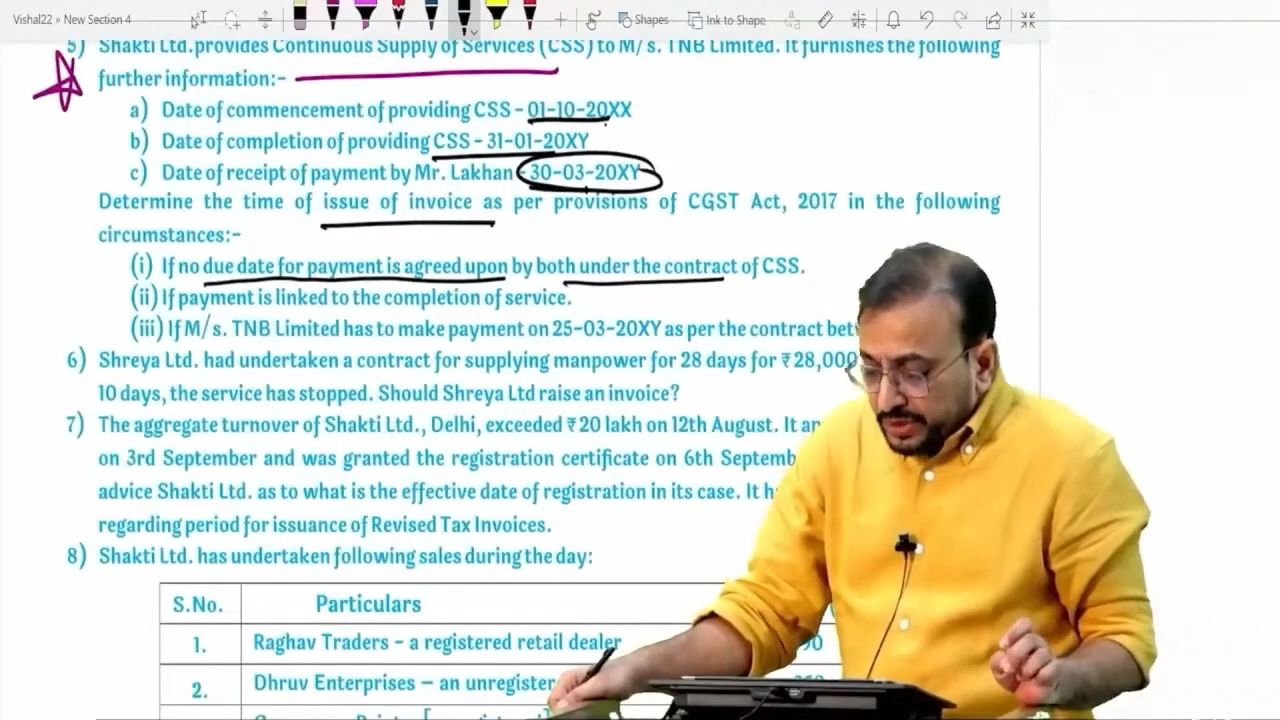 Vishal22 » New Section 4
Shapes
Ink to Shape
5) Shakti Ltd.provides Continuous Supply of Services (CSS) to M/s. TNB Limited. It furnishes the following
further information:-
a) Date of commencement of providing CSS - 01-10-20XX
b) Date of completion of providing CSS - 31-01-20XY
c) Date of receipt of payment by Mr. Lakhan - 30-03-20XY
Determine the time of issue of invoice as per provisions of CGST Act, 2017 in the following
circumstances:-
(i) If no due date for payment is agreed upon by both under the contract of CSS.
(ii) If payment is linked to the completion of service.
(iii) If M/s. TNB Limited has to make payment on 25-03-20XY as per the contract
6) Shreya Ltd. had undertaken a contract for supplying manpower for 28 days for ₹28,000
10 days, the service has stopped. Should Shreya Ltd raise an invoice?
7) The aggregate turnover of Shakti Ltd., Delhi, exceeded ₹20 lakh on 12th August. It
on 3rd September and was granted the registration certificate on 6th
advice Shakti Ltd. as to what is the effective date of registration in its case. It
regarding period for issuance of Revised Tax Invoices.
8) Shakti Ltd. has undertaken following sales during the day:
S.No. Particulars
1. Raghav Traders - a registered retail dealer
2. Dhruv Enterprises – an